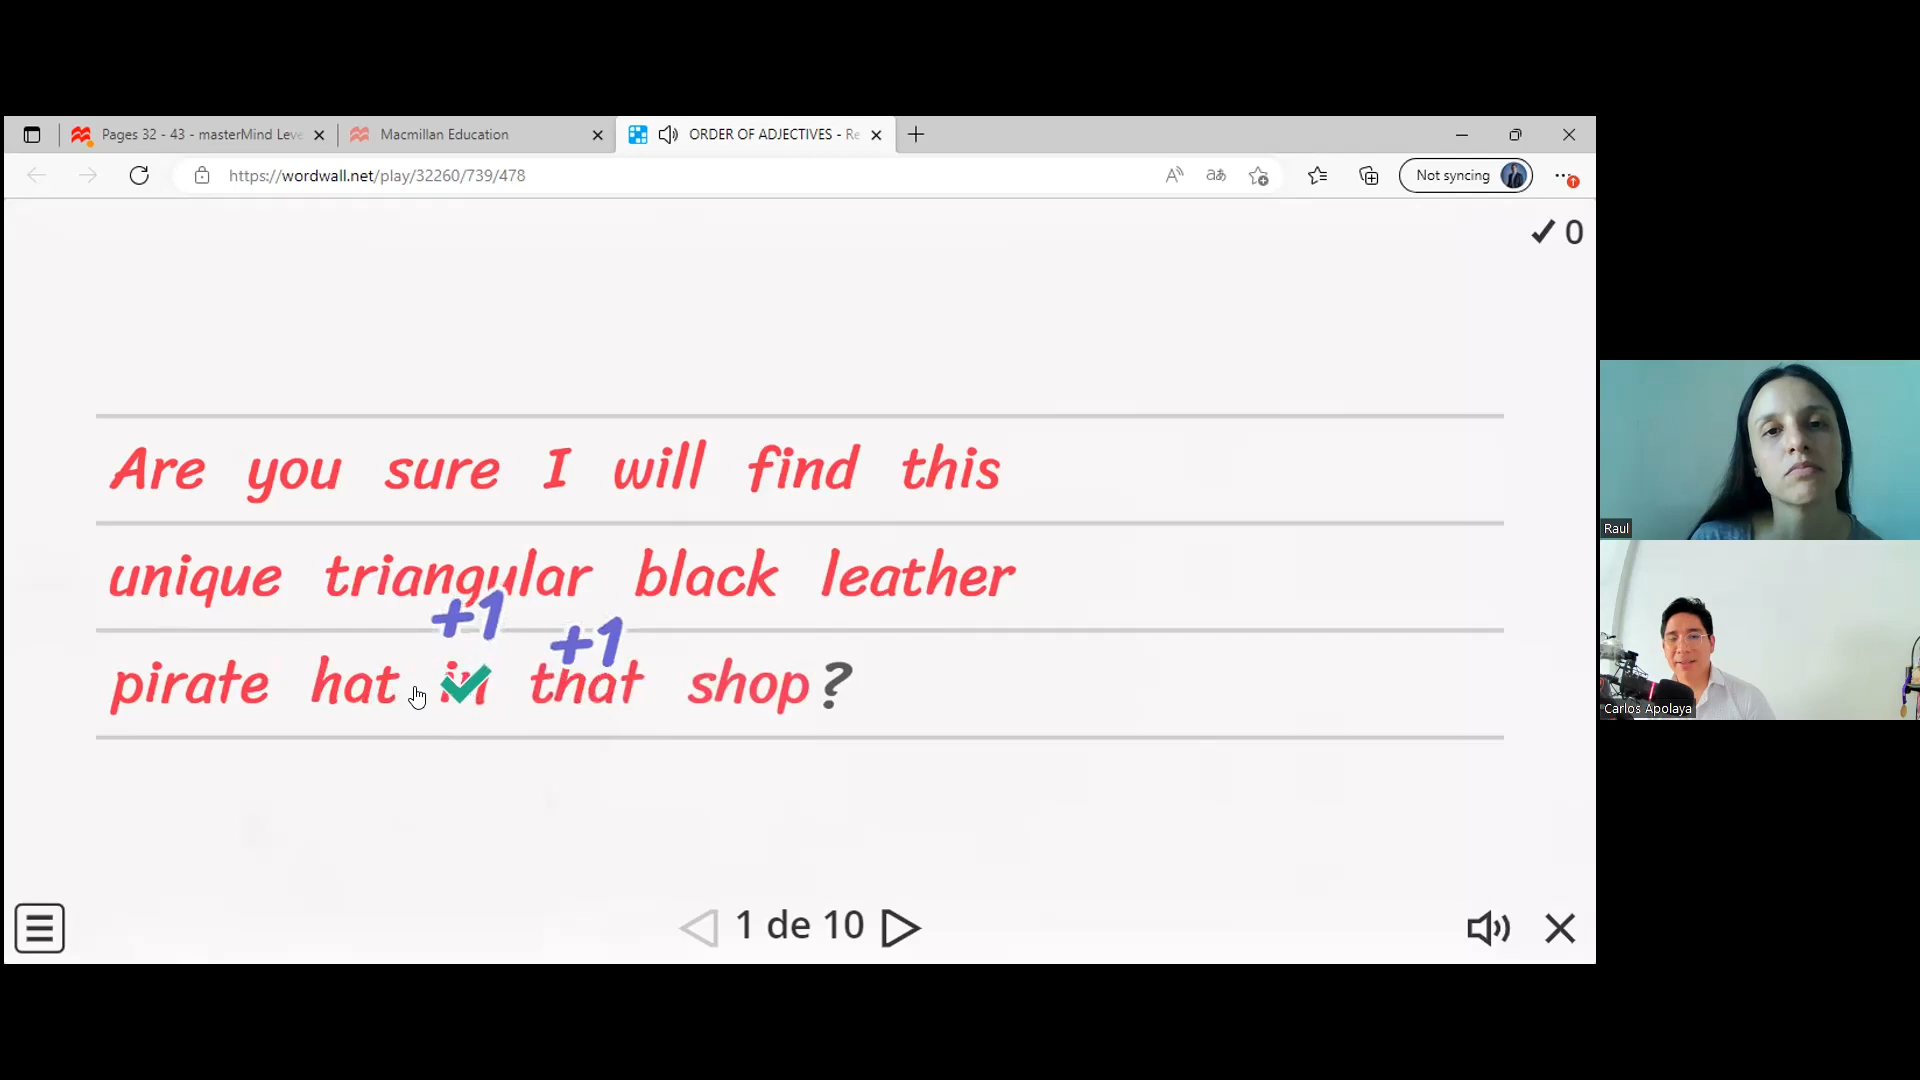 Pages 32 - 43 - masterMind Leve
Macmillan Education
ORDER OF ADJECTIVES - Re
https://wordwall.net/play/32260/739/478
Not syncing
0
Are you sure I will find this
unique triangular black leather
+1 +1
pirate hat in that shop?
1 de 10
Raul
Carlos Apolaya